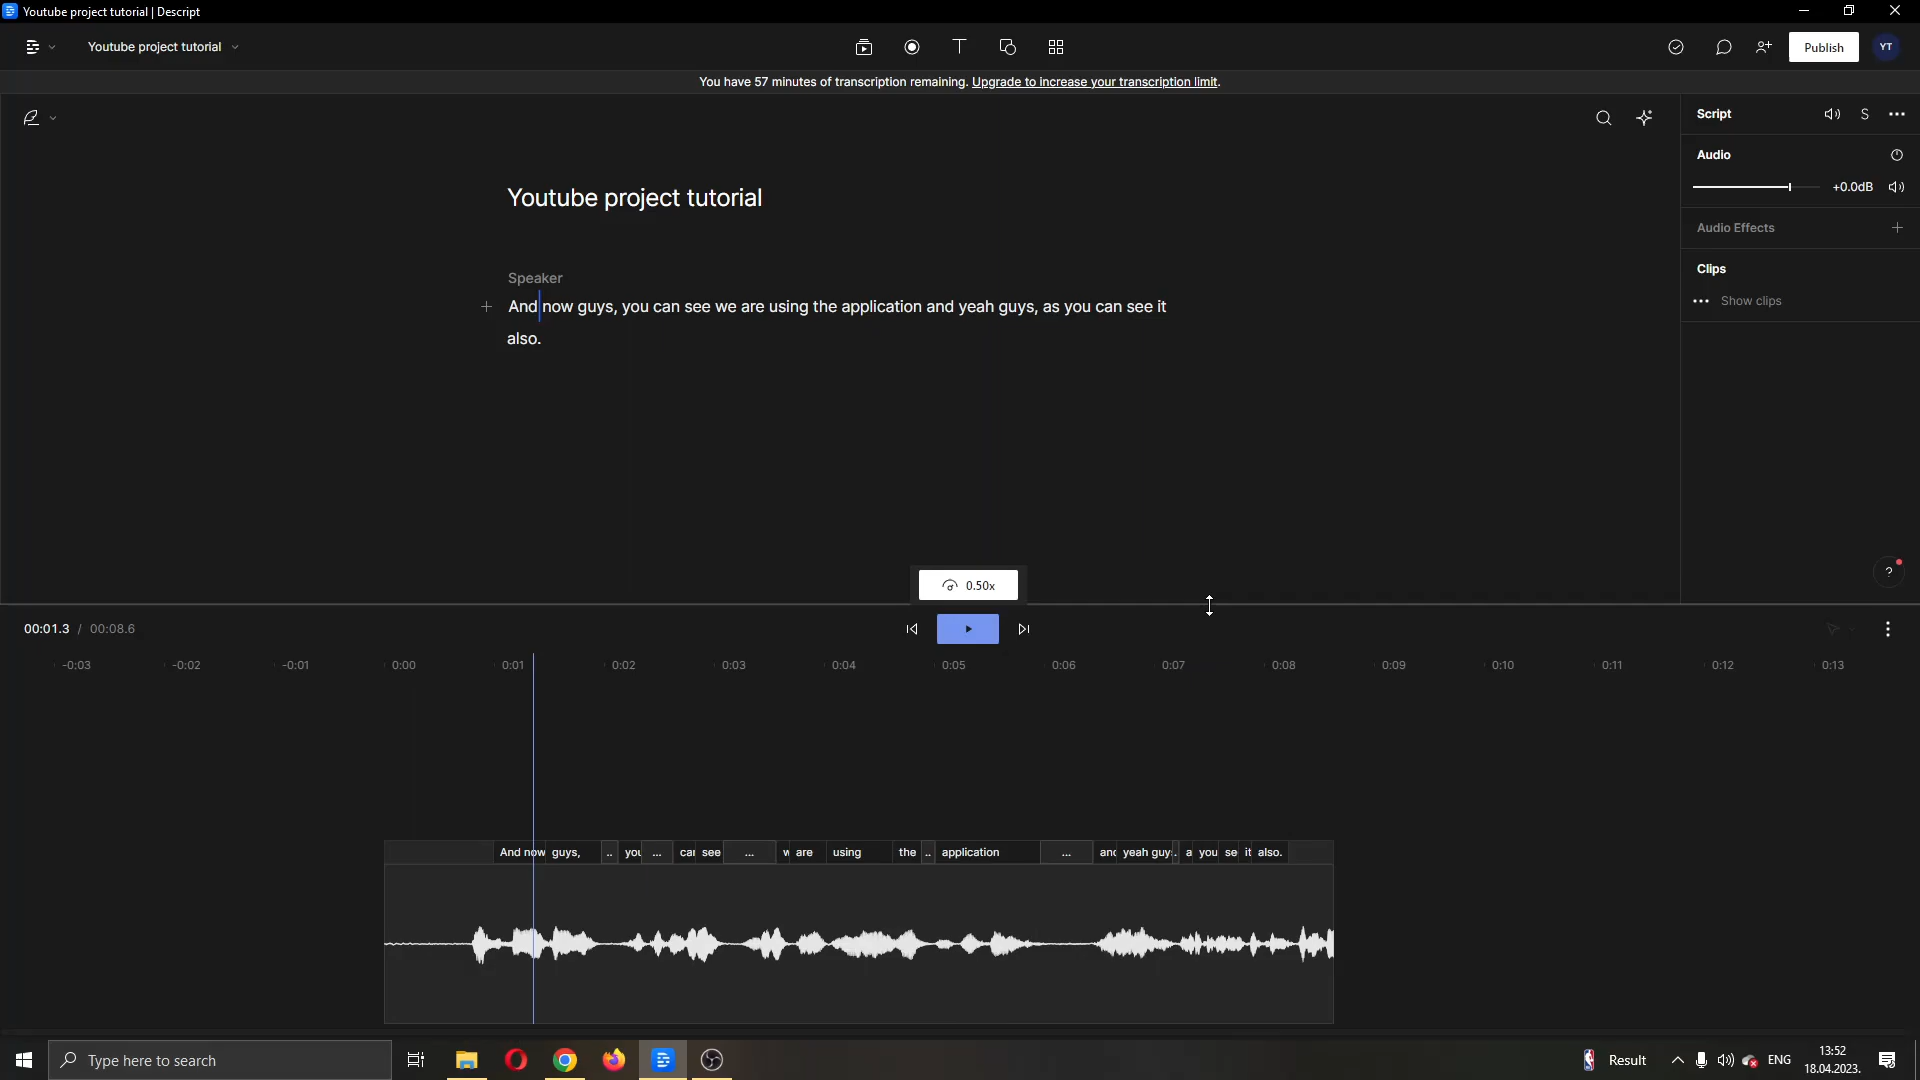 Youtube project tutorial | Descript
Youtube project tutorial
Publish
YT
You have 57 minutes of transcription remaining. Upgrade to increase your transcription limit.
Script
S
Audio
+0.0dB
Audio Effects
Clips
Show clips
Youtube project tutorial
Speaker
And now guys, you can see we are using the application and yeah guys, as you can see it
also.
0.50x
?
00:01.3 / 00:08.6
-0:03 -0:02 -0:01 0:00 0:01 0:02 0:03 0:04 0:05 0:06 0:07 0:08 0:09 0:10 0:11 0:12 0:13
And now guys, .. you ... car see ... w are using the .. application ... and yeah guy . a you se it also.
Type here to search
Result
ENG
13:52
18.04.2023.